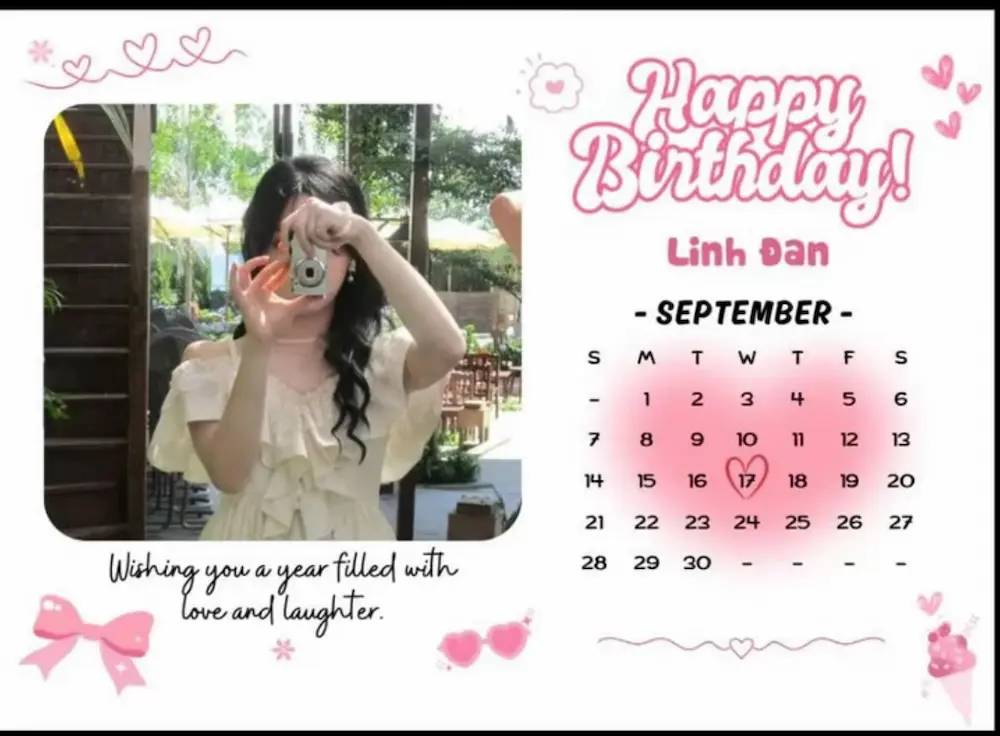 Happy
Birthday!
Linh Đan
- SEPTEMBER -
S M T W T F S
- 1 2 3 4 5 6
7 8 9 10 11 12 13
14 15 16 17 18 19 20
21 22 23 24 25 26 27
28 29 30 - - - -
Wishing you a year filled with
love and laughter.